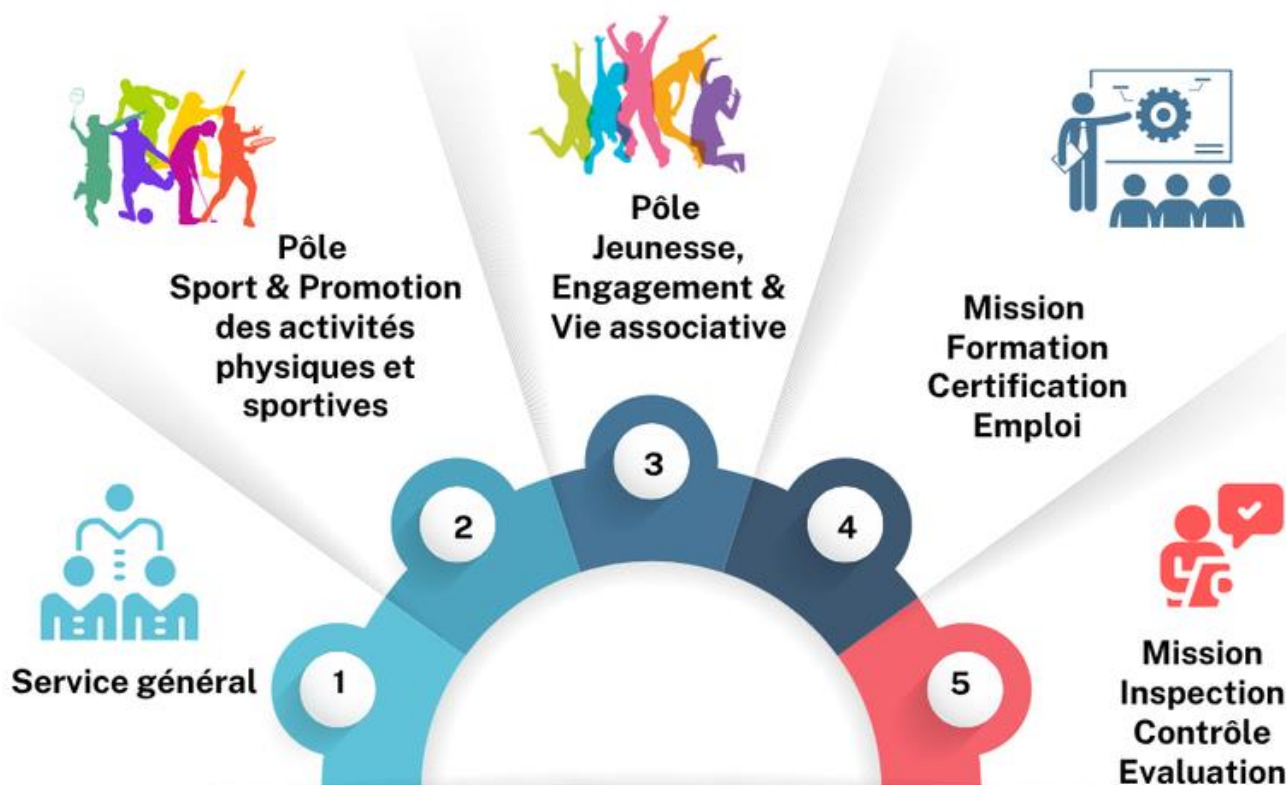 1
Service général
2
Pôle
Sport & Promotion
des activités
physiques et
sportives
3
Pôle
Jeunesse,
Engagement &
Vie associative
4
Mission
Formation
Certification
Emploi
5
Mission
Inspection
Contrôle
Evaluation